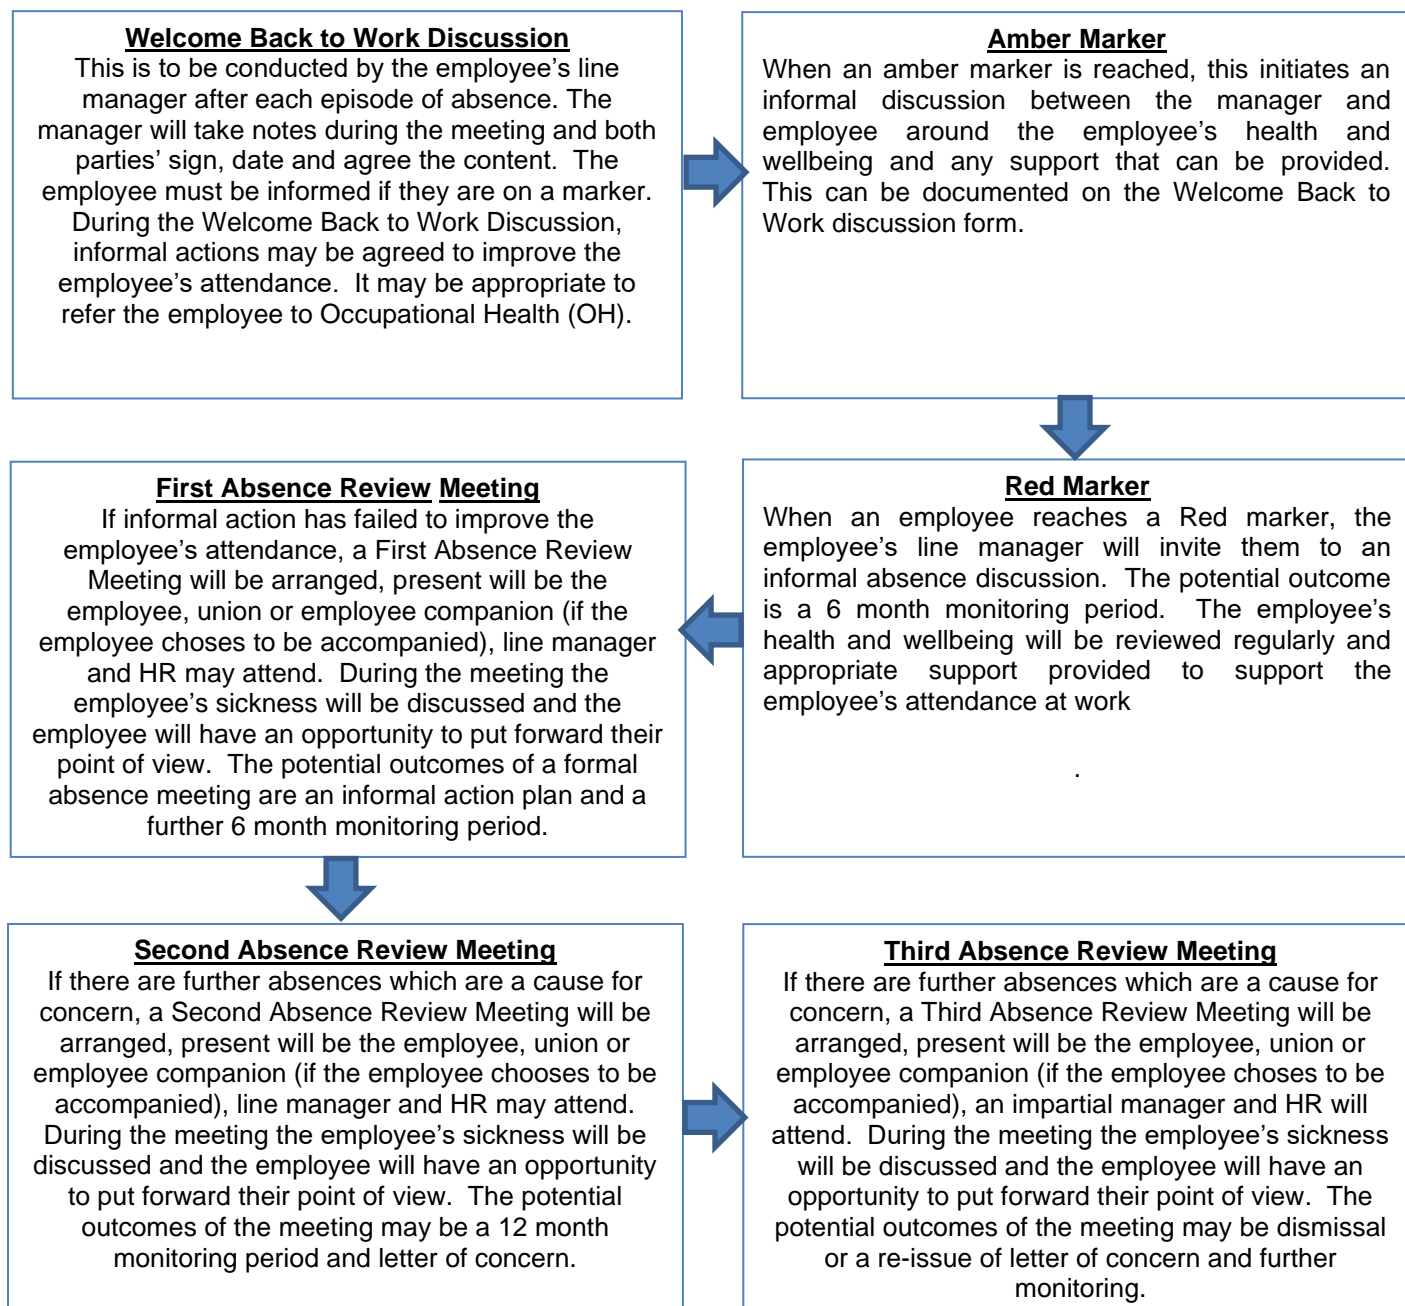 Welcome Back to Work Discussion
This is to be conducted by the employee’s line
manager after each episode of absence. The
manager will take notes during the meeting and both
parties’ sign, date and agree the content. The
employee must be informed if they are on a marker.
During the Welcome Back to Work Discussion,
informal actions may be agreed to improve the
employee’s attendance. It may be appropriate to
refer the employee to Occupational Health (OH).
Amber Marker
When an amber marker is reached, this initiates an
informal discussion between the manager and
employee around the employee’s health and
wellbeing and any support that can be provided.
This can be documented on the Welcome Back to
Work discussion form.
Red Marker
When an employee reaches a Red marker, the
employee’s line manager will invite them to an
informal absence discussion. The potential outcome
is a 6 month monitoring period. The employee’s
health and wellbeing will be reviewed regularly and
appropriate support provided to support the
employee’s attendance at work
.
First Absence Review Meeting
If informal action has failed to improve the
employee’s attendance, a First Absence Review
Meeting will be arranged, present will be the
employee, union or employee companion (if the
employee choses to be accompanied), line manager
and HR may attend. During the meeting the
employee’s sickness will be discussed and the
employee will have an opportunity to put forward their
point of view. The potential outcomes of a formal
absence meeting are an informal action plan and a
further 6 month monitoring period.
Second Absence Review Meeting
If there are further absences which are a cause for
concern, a Second Absence Review Meeting will be
arranged, present will be the employee, union or
employee companion (if the employee chooses to be
accompanied), line manager and HR may attend.
During the meeting the employee’s sickness will be
discussed and the employee will have an opportunity
to put forward their point of view. The potential
outcomes of the meeting may be a 12 month
monitoring period and letter of concern.
Third Absence Review Meeting
If there are further absences which are a cause for
concern, a Third Absence Review Meeting will be
arranged, present will be the employee, union or
employee companion (if the employee choses to be
accompanied), an impartial manager and HR will
attend. During the meeting the employee’s sickness
will be discussed and the employee will have an
opportunity to put forward their point of view. The
potential outcomes of the meeting may be dismissal
or a re-issue of letter of concern and further
monitoring.